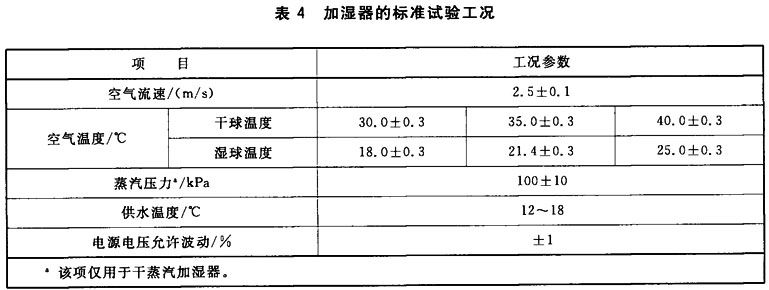 表 4 加湿器的标准试验工况
项 目 工况参数
空气流速/(m/s) 2.5±0.1
空气温度/℃ 干球温度 30.0±0.3 35.0±0.3 40.0±0.3
湿球温度 18.0±0.3 21.4±0.3 25.0±0.3
蒸汽压力ᵃ/kPa 100±10
供水温度/℃ 12～18
电源电压允许波动/% ±1
ᵃ 该项仅用于干蒸汽加湿器。